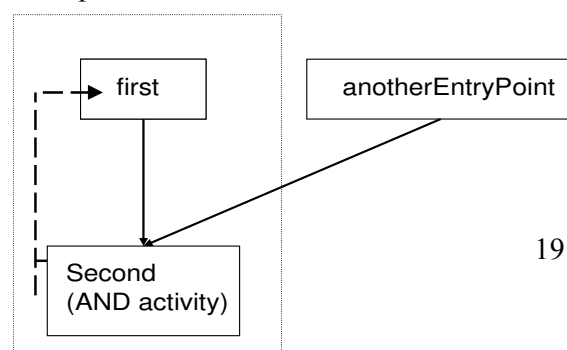 first
anotherEntryPoint
Second
(AND activity)
19